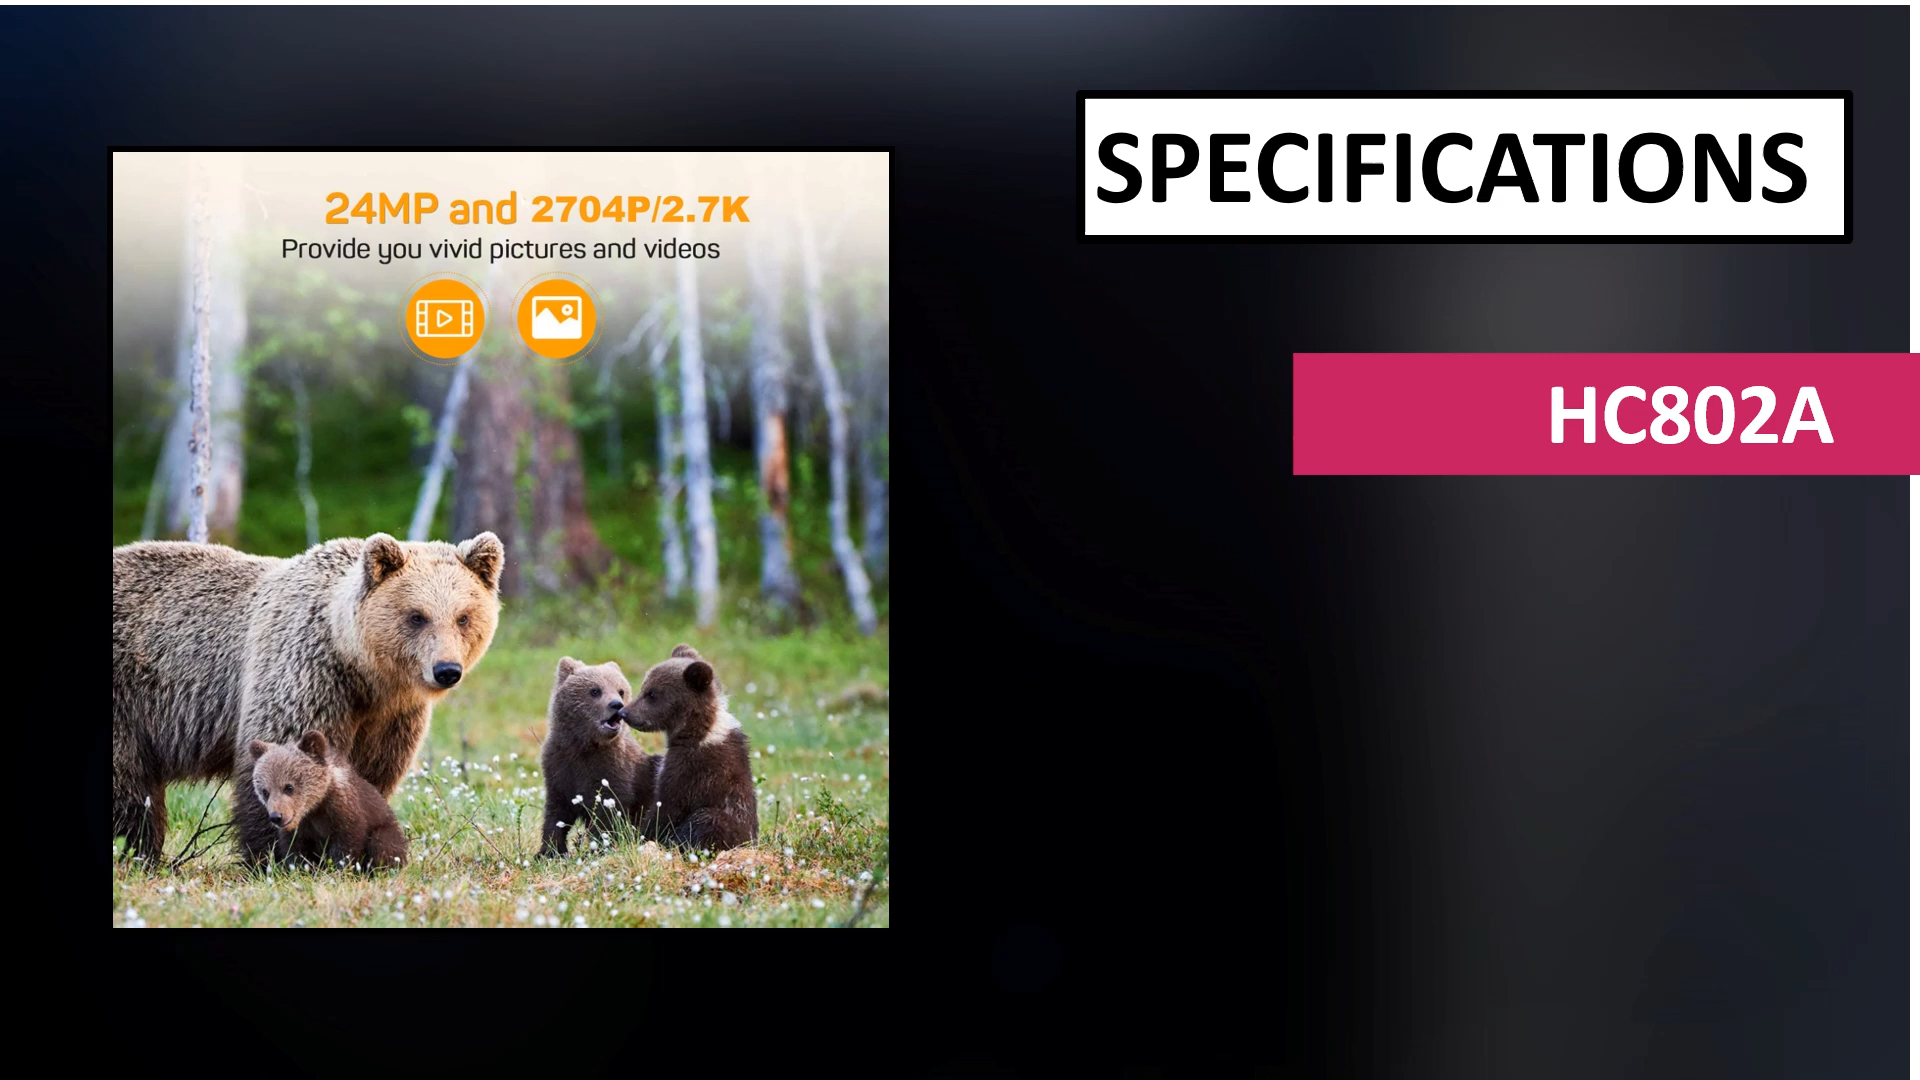 24MP and 2704P/2.7K
Provide you vivid pictures and videos
SPECIFICATIONS
HC802A